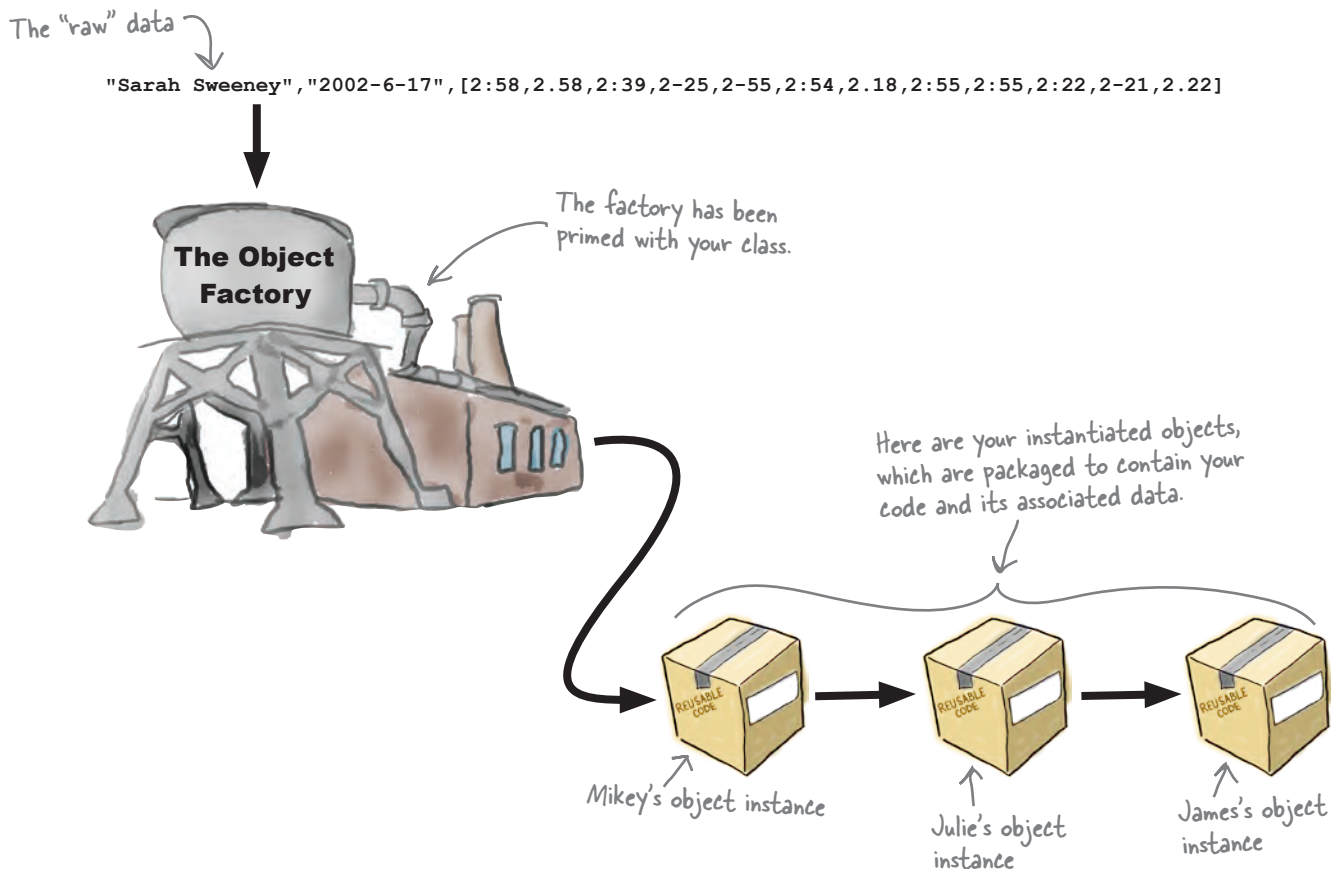 The “raw” data
"Sarah Sweeney","2002-6-17",[2:58,2.58,2:39,2-25,2-55,2:54,2.18,2:55,2:55,2:22,2-21,2.22]
The Object
Factory
The factory has been
primed with your class.
Here are your instantiated objects,
which are packaged to contain your
code and its associated data.
REUSABLE
CODE
REUSABLE
CODE
REUSABLE
CODE
Mikey's object instance
Julie's object
instance
James's object
instance